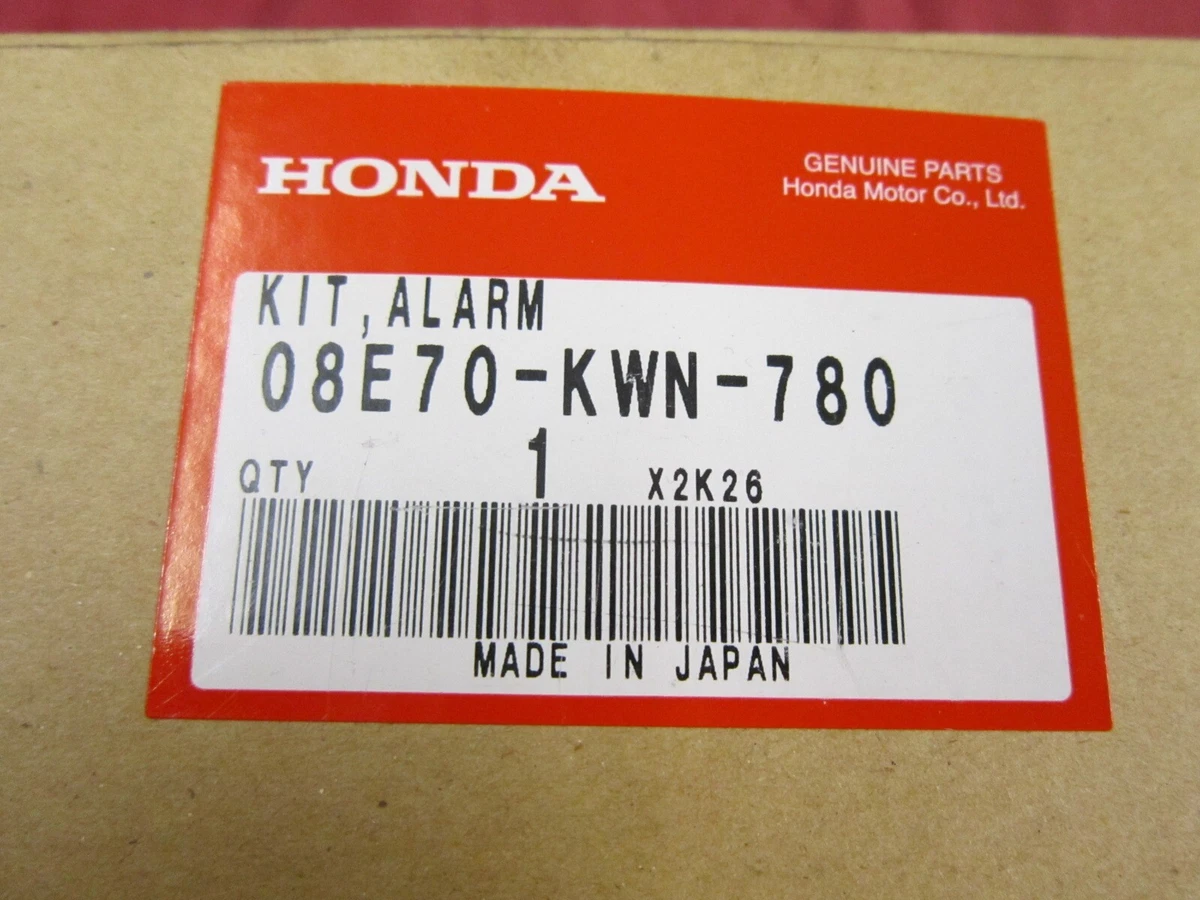 HONDA
GENUINE PARTS
Honda Motor Co., Ltd.
KIT,ALARM
08E70-KWN-780
QTY 1 X2K26
MADE IN JAPAN